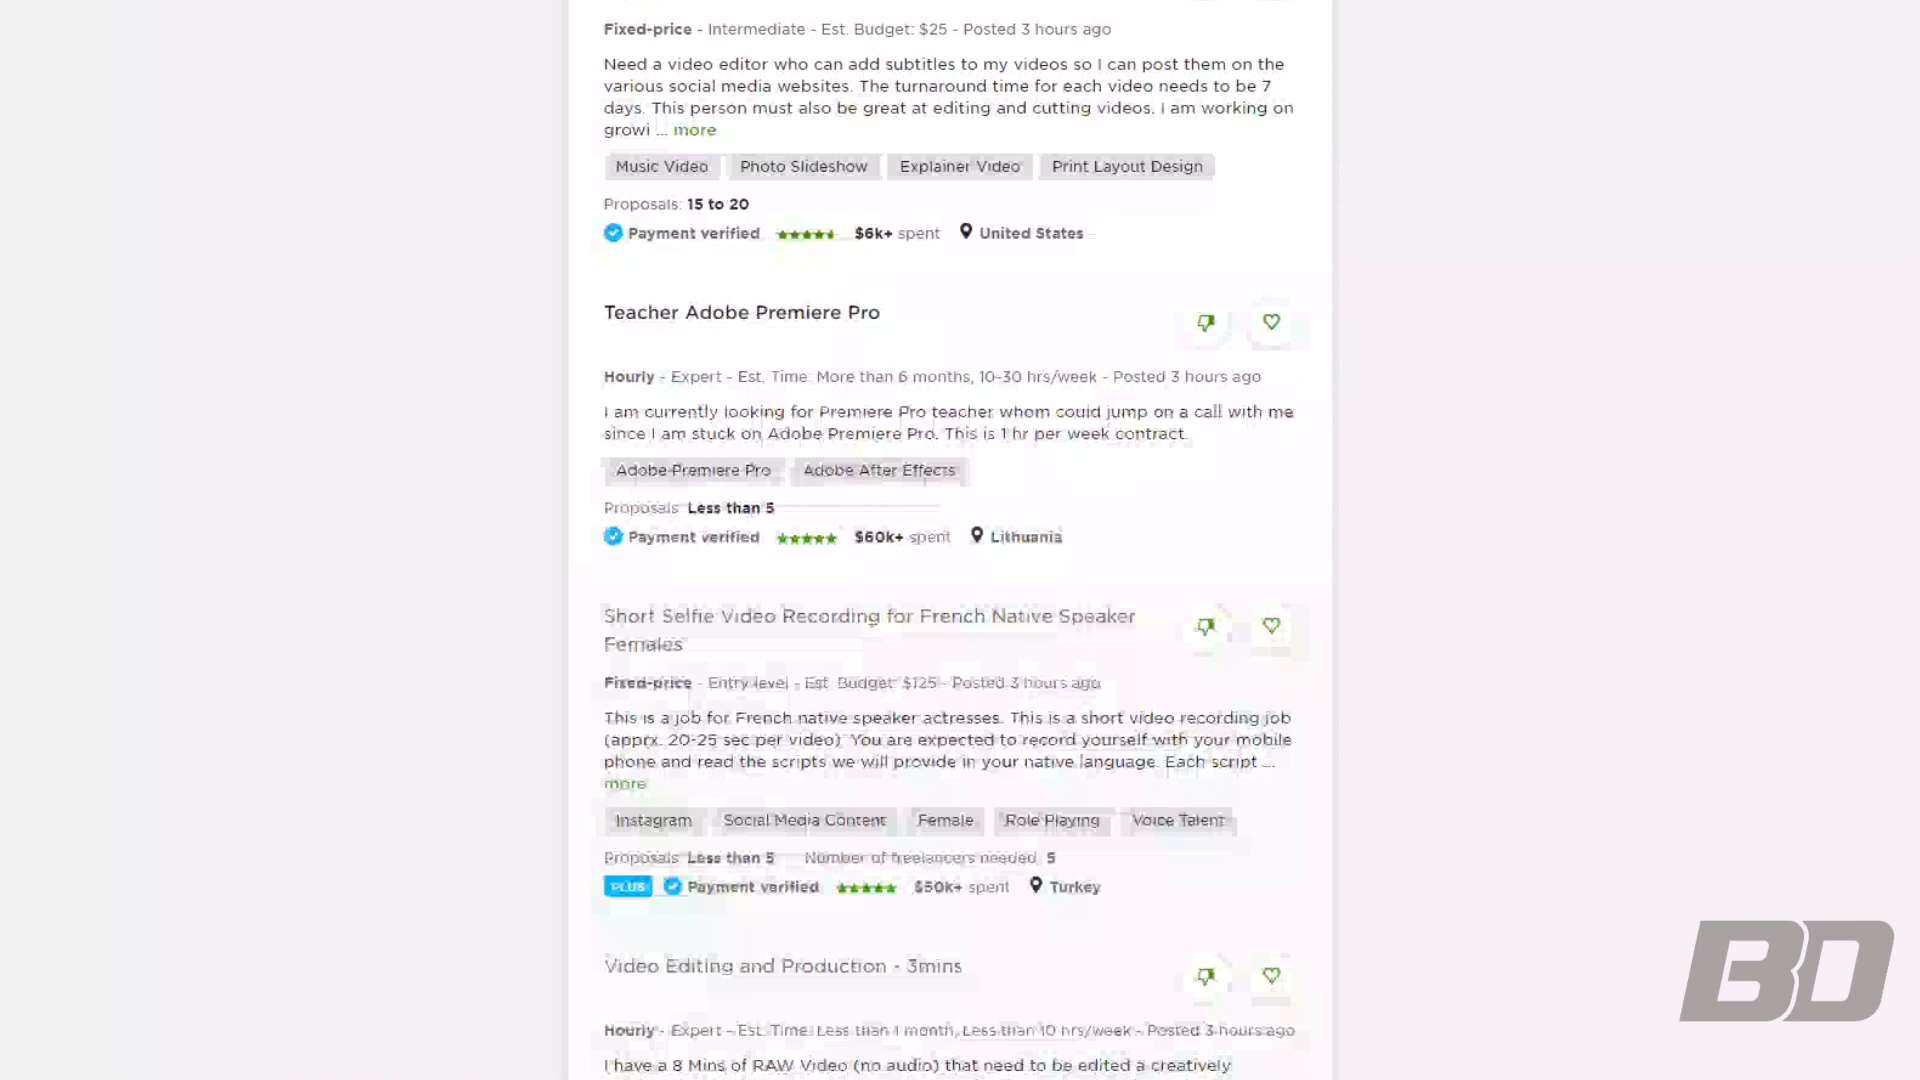 Fixed-price - Intermediate - Est. Budget: $25 - Posted 3 hours ago
Need a video editor who can add subtitles to my videos so I can post them on the
various social media websites. The turnaround time for each video needs to be 7
days. This person must also be great at editing and cutting videos. I am working on
growi ... more
Music Video Photo Slideshow Explainer Video Print Layout Design
Proposals: 15 to 20
Payment verified $6k+ spent United States
Teacher Adobe Premiere Pro
Hourly - Expert - Est. Time: More than 6 months, 10-30 hrs/week - Posted 3 hours ago
I am currently looking for Premiere Pro teacher whom could jump on a call with me
since I am stuck on Adobe Premiere Pro. This is 1 hr per week contract.
Adobe Premiere Pro Adobe After Effects
Proposals: Less than 5
Payment verified $60k+ spent Lithuania
Short Selfie Video Recording for French Native Speaker
Females
Fixed-price - Entry level - Est. Budget: $125 - Posted 3 hours ago
This is a job for French native speaker actresses. This is a short video recording job
(apprx. 20-25 sec per video). You are expected to record yourself with your mobile
phone and read the scripts we will provide in your native language. Each script ...
more
Instagram Social Media Content Female Role Playing Voice Talent
Proposals: Less than 5 Number of freelancers needed: 5
PLUS Payment verified $50k+ spent Turkey
Video Editing and Production - 3mins
Hourly - Expert - Est. Time: Less than 1 month, Less than 10 hrs/week - Posted 3 hours ago
I have a 8 Mins of RAW Video (no audio) that need to be edited a creatively
BD